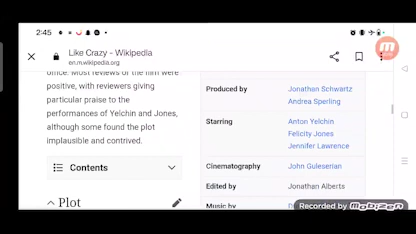 2:45
Like Crazy - Wikipedia
en.m.wikipedia.org
office. Most reviews of the film were
positive, with reviewers giving
particular praise to the
performances of Yelchin and Jones,
although some found the plot
implausible and contrived.
Contents
Plot
Produced by Jonathan Schwartz
Andrea Sperling
Starring Anton Yelchin
Felicity Jones
Jennifer Lawrence
Cinematography John Guleserian
Edited by Jonathan Alberts
Music by
Recorded by MOBIZEN
MOBIZEN